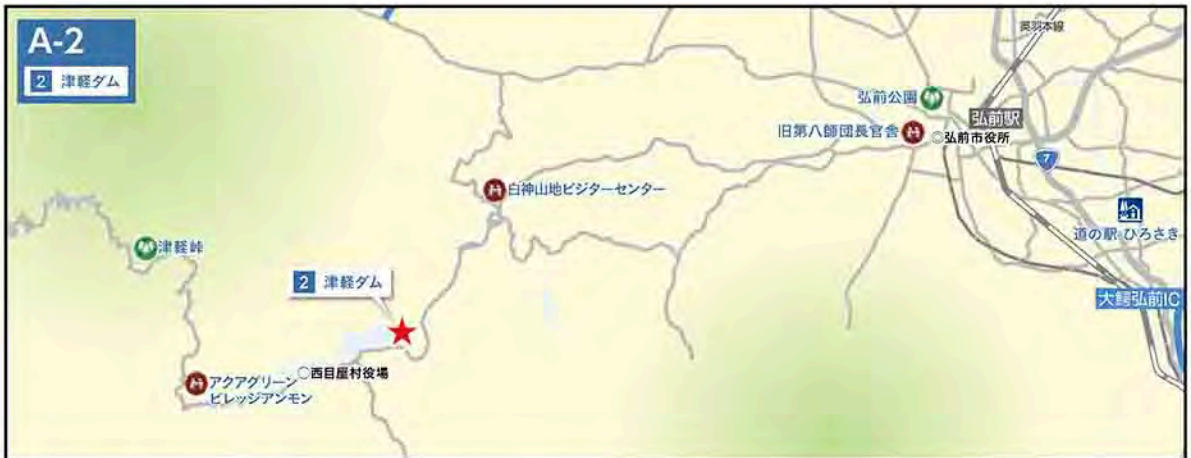 A-2
2 津軽ダム
奥羽本線
弘前公園
弘前駅
旧第八師団長官舎
◎弘前市役所
7
白神山地ビジターセンター
道の駅 ひろさき
津軽峠
2 津軽ダム
大鰐弘前IC
○西目屋村役場
アクアグリーン
ビレッジアンモン